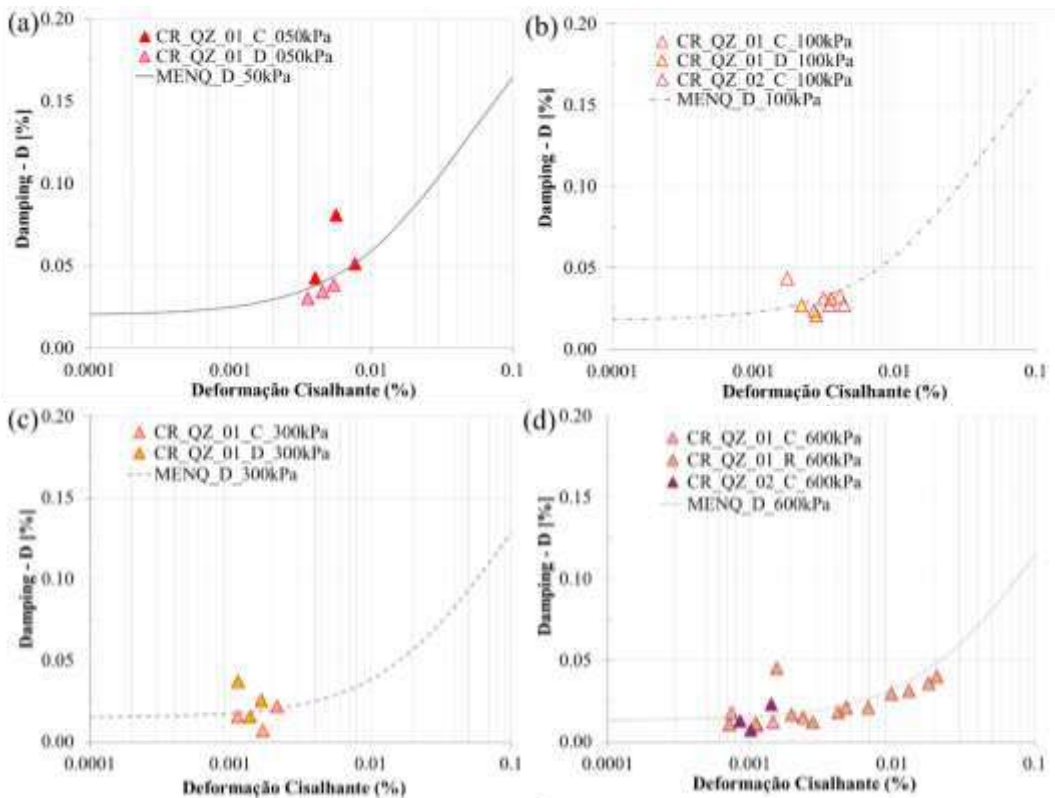 (a)
0.20
0.15
0.10
0.05
0.00
Damping - D [%]
CR_QZ_01_C_050kPa
CR_QZ_01_D_050kPa
MENQ_D_50kPa
0.0001 0.001 0.01 0.1
Deformação Cisalhante (%)
(b)
0.20
0.15
0.10
0.05
0.00
Damping - D [%]
CR_QZ_01_C_100kPa
CR_QZ_01_D_100kPa
CR_QZ_02_C_100kPa
MENQ_D_100kPa
0.0001 0.001 0.01 0.1
Deformação Cisalhante (%)
(c)
0.20
0.15
0.10
0.05
0.00
Damping - D [%]
CR_QZ_01_C_300kPa
CR_QZ_01_D_300kPa
MENQ_D_300kPa
0.0001 0.001 0.01 0.1
Deformação Cisalhante (%)
(d)
0.20
0.15
0.10
0.05
0.00
Damping - D [%]
CR_QZ_01_C_600kPa
CR_QZ_01_R_600kPa
CR_QZ_02_C_600kPa
MENQ_D_600kPa
0.0001 0.001 0.01 0.1
Deformação Cisalhante (%)